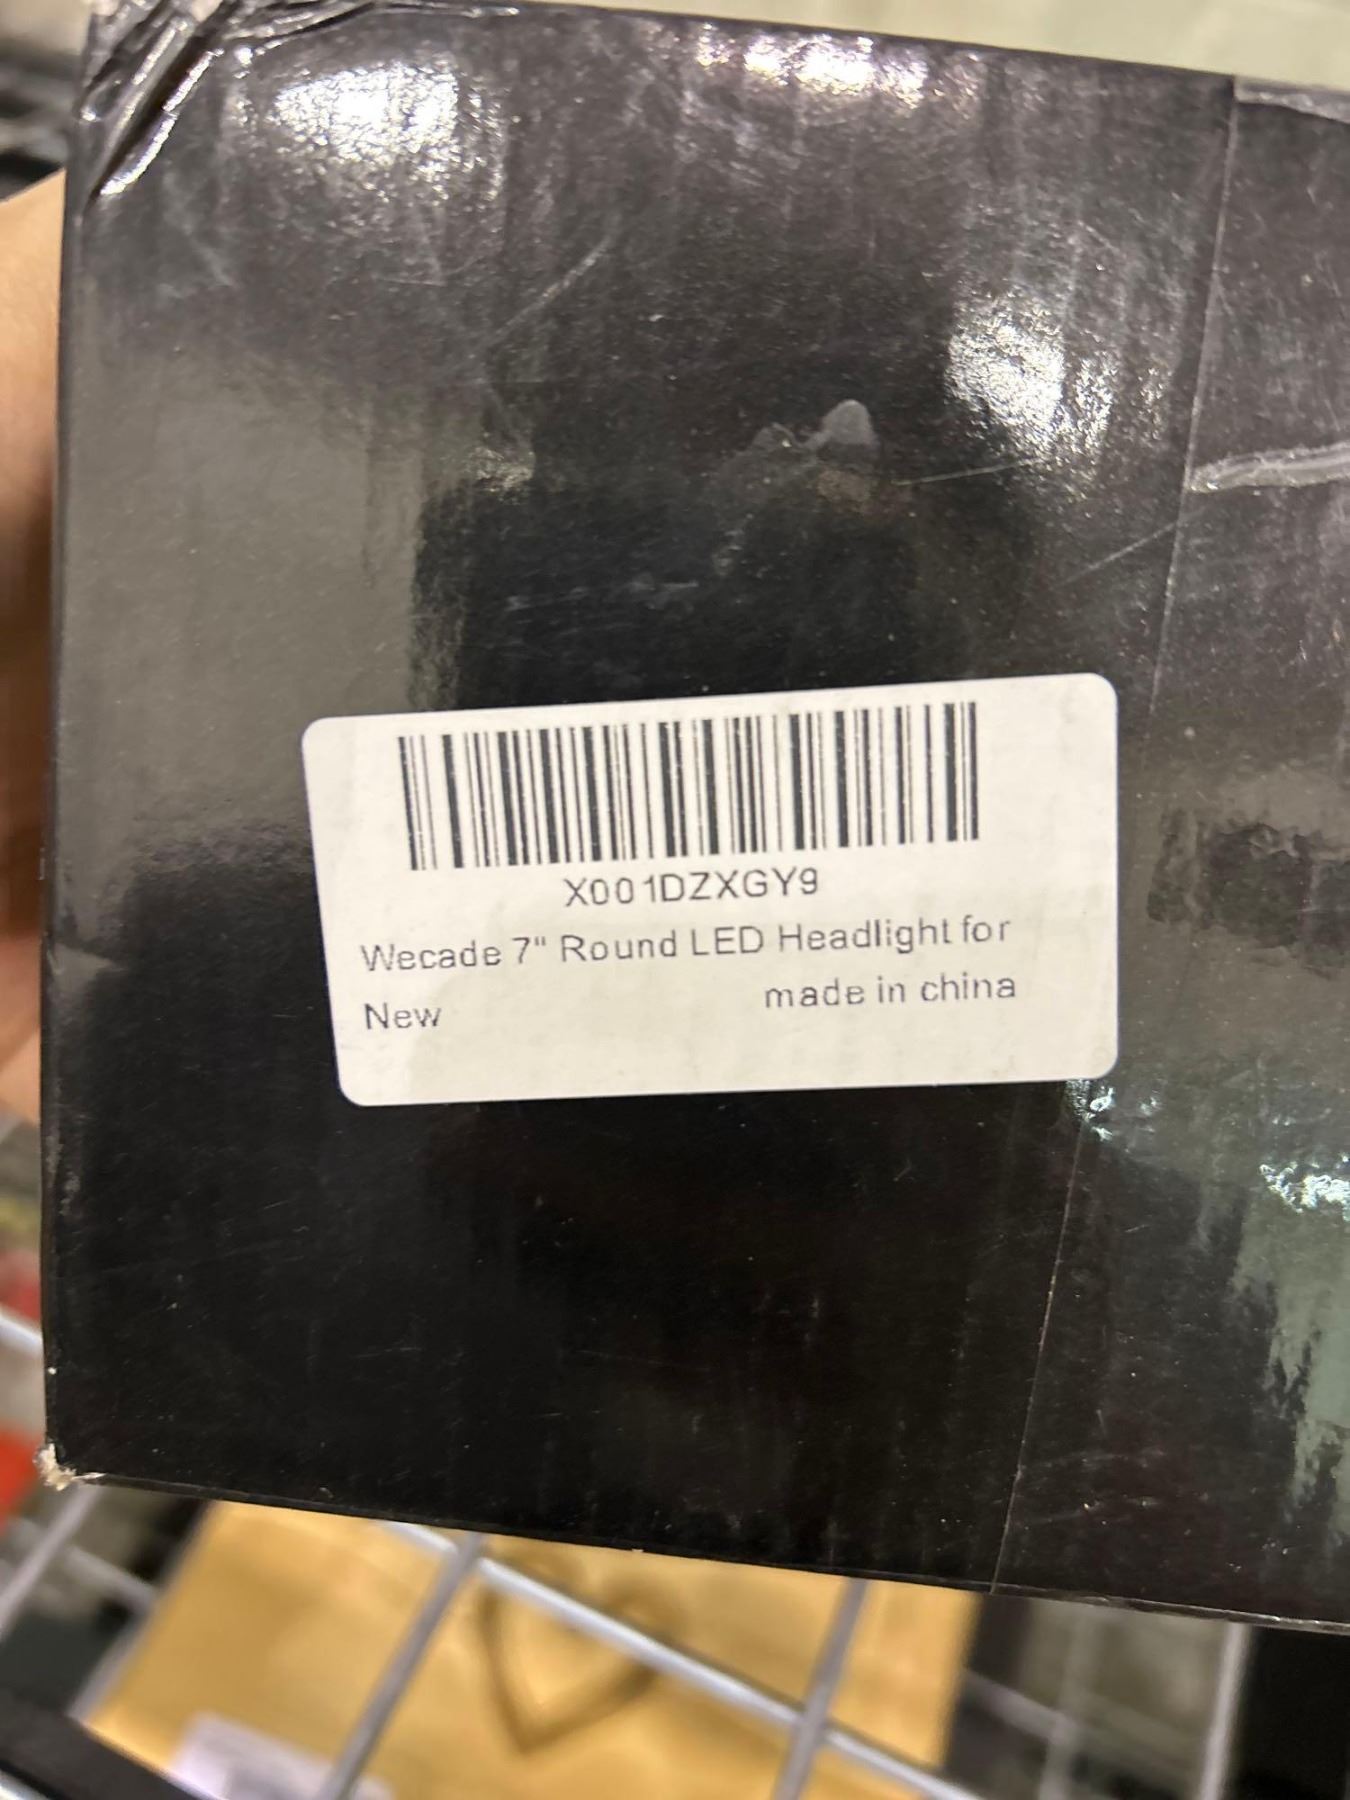 X001DZXGY9
Wecade 7" Round LED Headlight for
New made in china